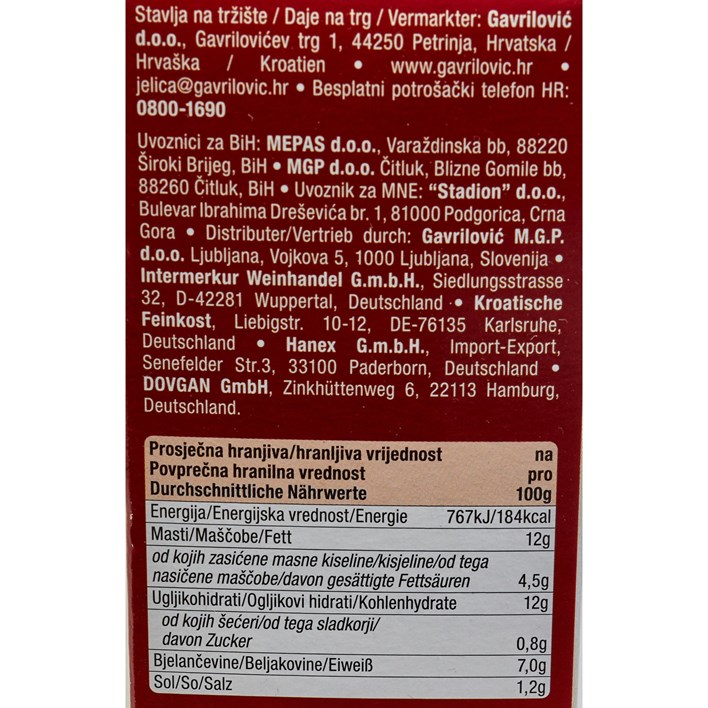 Stavlja na tržište / Daje na trg / Vermarkter: Gavrilović
d.o.o., Gavrilovićev trg 1, 44250 Petrinja, Hrvatska /
Hrvaška / Kroatien • www.gavrilovic.hr •
jelica@gavrilovic.hr • Besplatni potrošački telefon HR:
0800-1690
Uvoznici za BiH: MEPAS d.o.o., Varaždinska bb, 88220
Široki Brijeg, BiH • MGP d.o.o. Čitluk, Blizne Gomile bb,
88260 Čitluk, BiH • Uvoznik za MNE: “Stadion” d.o.o.,
Bulevar Ibrahima Dreševića br. 1, 81000 Podgorica, Crna
Gora • Distributer/Vertrieb durch: Gavrilović M.G.P.
d.o.o. Ljubljana, Vojkova 5, 1000 Ljubljana, Slovenija •
Intermerkur Weinhandel G.m.b.H., Siedlungsstrasse
32, D-42281 Wuppertal, Deutschland • Kroatische
Feinkost, Liebigstr. 10-12, DE-76135 Karlsruhe,
Deutschland • Hanex G.m.b.H., Import-Export,
Senefelder Str.3, 33100 Paderborn, Deutschland •
DOVGAN GmbH, Zinkhüttenweg 6, 22113 Hamburg,
Deutschland.
Prosječna hranjiva/hranljiva vrijednost na
Povprečna hranilna vrednost pro
Durchschnittliche Nährwerte 100g
Energija/Energijska vrednost/Energie 767kJ/184kcal
Masti/Maščobe/Fett 12g
od kojih zasićene masne kiseline/kisjeline/od tega
nasičene maščobe/davon gesättigte Fettsäuren 4,5g
Ugljikohidrati/Ogljikovi hidrati/Kohlenhydrate 12g
od kojih šećeri/od tega sladkorji/
davon Zucker 0,8g
Bjelančevine/Beljakovine/Eiweiß 7,0g
Sol/So/Salz 1,2g